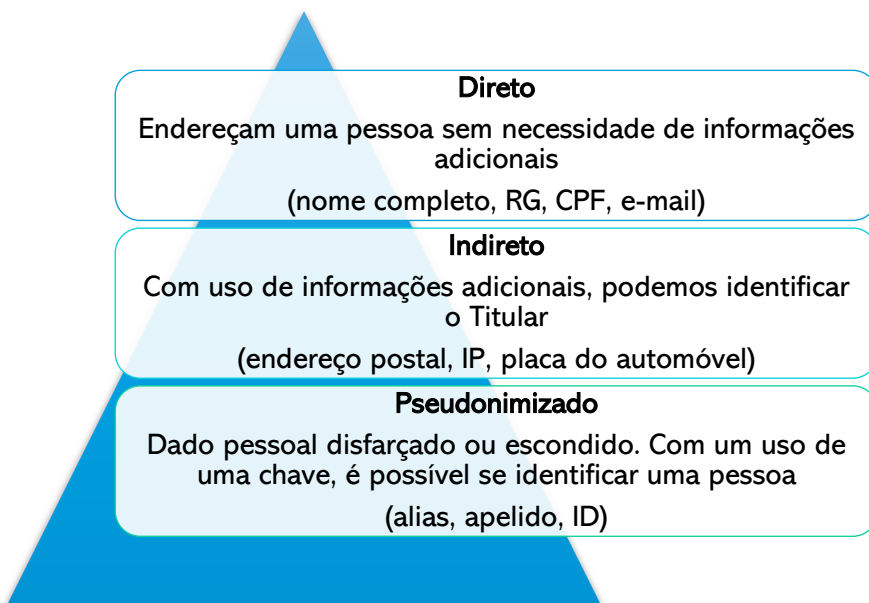 Direto
Endereçam uma pessoa sem necessidade de informações
adicionais
(nome completo, RG, CPF, e-mail)
Indireto
Com uso de informações adicionais, podemos identificar
o Titular
(endereço postal, IP, placa do automóvel)
Pseudonimizado
Dado pessoal disfarçado ou escondido. Com um uso de
uma chave, é possível se identificar uma pessoa
(alias, apelido, ID)